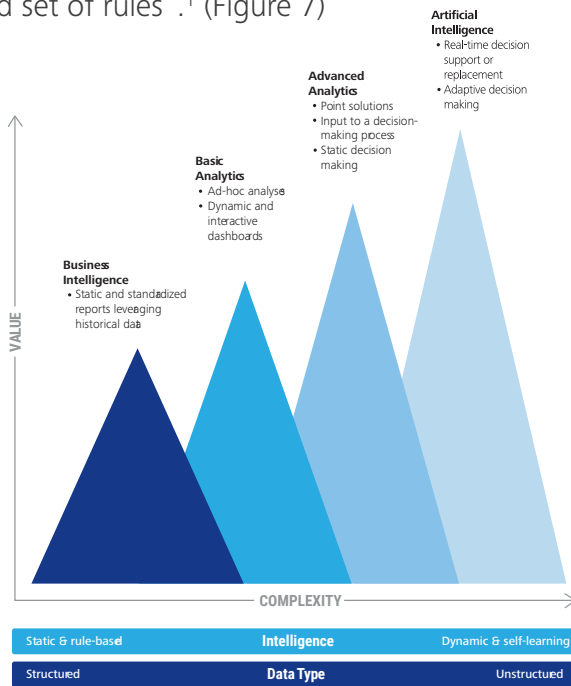 d set of rules".¹ (Figure 7)
Artificial
Intelligence
• Real-time decision
support or
replacement
• Adaptive decision
making
Advanced
Analytics
• Point solutions
• Input to a decision-
making process
• Static decision
making
Basic
Analytics
• Ad-hoc analyses
• Dynamic and
interactive
dashboards
Business
Intelligence
• Static and standardized
reports leveraging
historical data
VALUE
COMPLEXITY
Static & rule-based Intelligence Dynamic & self-learning
Structured Data Type Unstructured